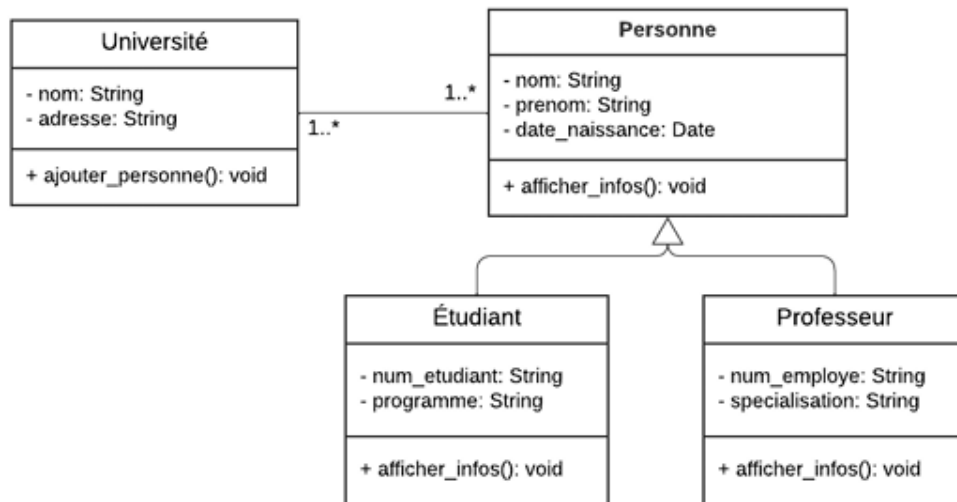 Université
- nom: String
- adresse: String
+ ajouter_personne(): void
1..*
1..*
Personne
- nom: String
- prenom: String
- date_naissance: Date
+ afficher_infos(): void
Étudiant
- num_etudiant: String
- programme: String
+ afficher_infos(): void
Professeur
- num_employe: String
- specialisation: String
+ afficher_infos(): void